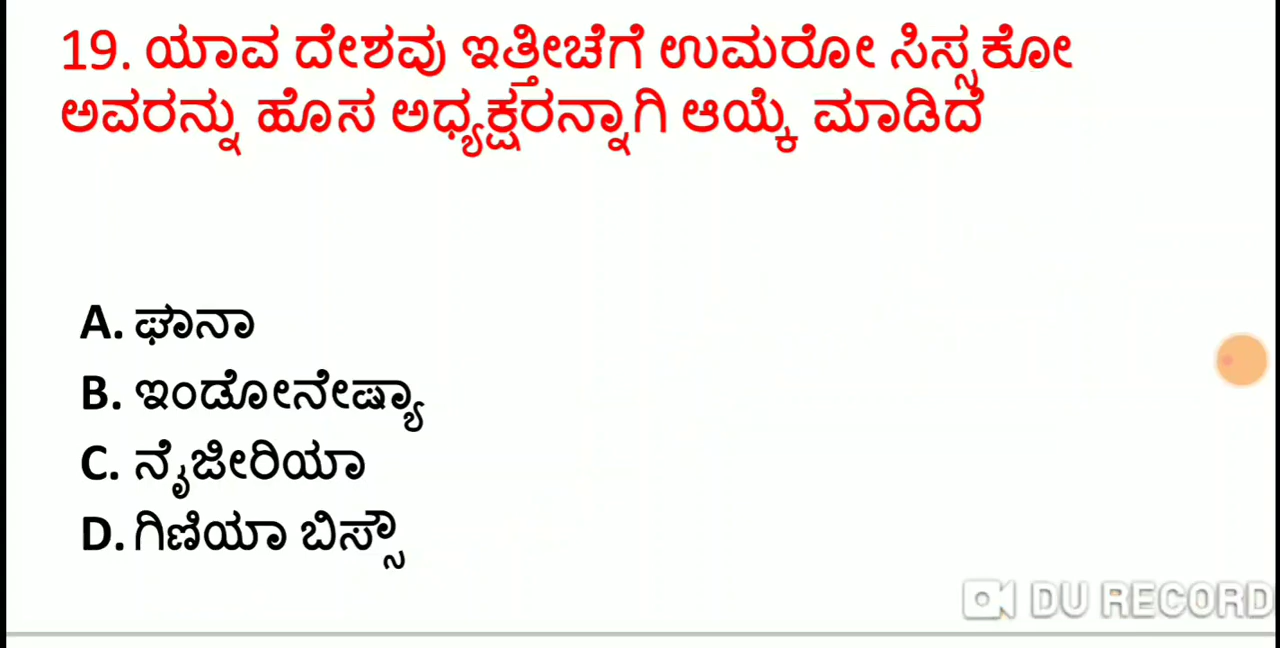 19. ಯಾವ ದೇಶವು ಇತ್ತೀಚೆಗೆ ಉಮರೋ ಸಿಸ್ಸಕೋ
ಅವರನ್ನು ಹೊಸ ಅಧ್ಯಕ್ಷರನ್ನಾಗಿ ಆಯ್ಕೆ ಮಾಡಿದೆ
A. ಘಾನಾ
B. ಇಂಡೋನೇಷ್ಯಾ
C. ನೈಜೀರಿಯಾ
D. ಗಿಣಿಯಾ ಬಿಸ್ಸೌ
DU RECORD